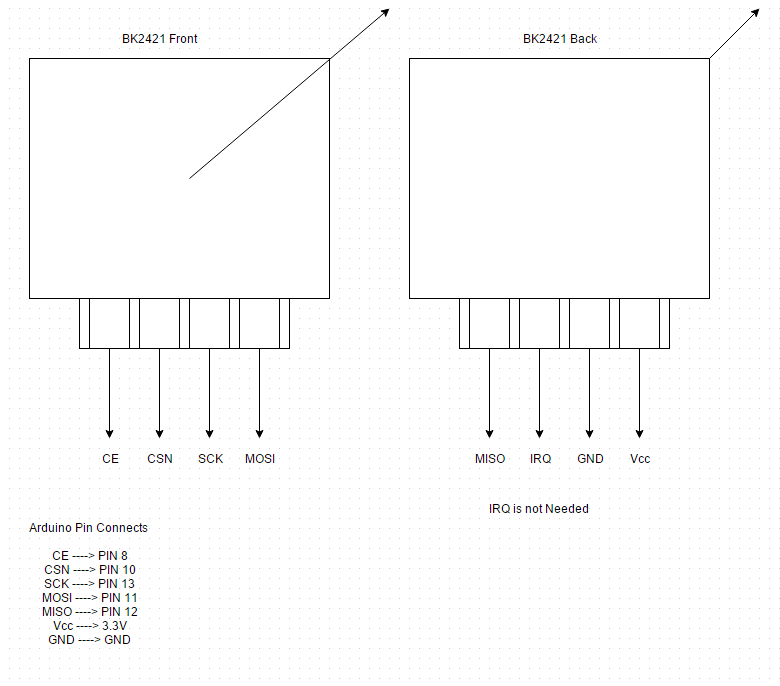 BK2421 Front
BK2421 Back
CE CSN SCK MOSI
MISO IRQ GND Vcc
IRQ is not Needed
Arduino Pin Connects
CE ----> PIN 8
CSN ----> PIN 10
SCK ----> PIN 13
MOSI ----> PIN 11
MISO ----> PIN 12
Vcc ----> 3.3V
GND ----> GND